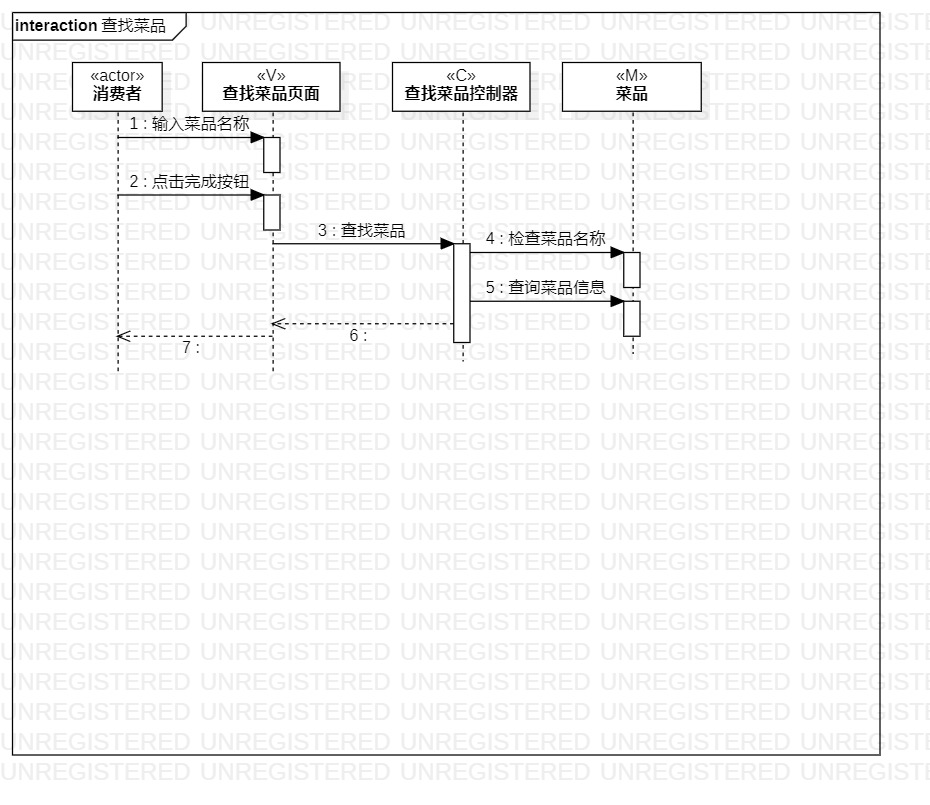 interaction 查找菜品
«actor»
消费者
«V»
查找菜品页面
«C»
查找菜品控制器
«M»
菜品
1 : 输入菜品名称
2 : 点击完成按钮
3 : 查找菜品
4 : 检查菜品名称
5 : 查询菜品信息
6 :
7 :
UNREGISTERED UNREGISTERED UNREGISTERED UNREGISTERED UNREGISTE